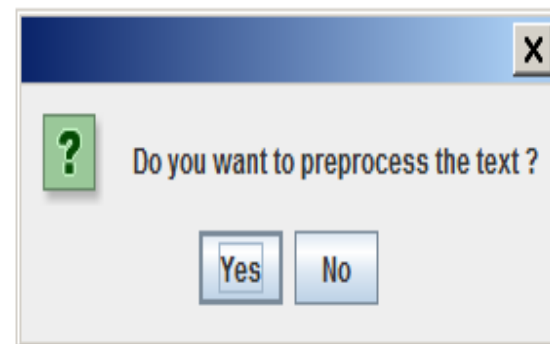 Do you want to preprocess the text ?
Yes No